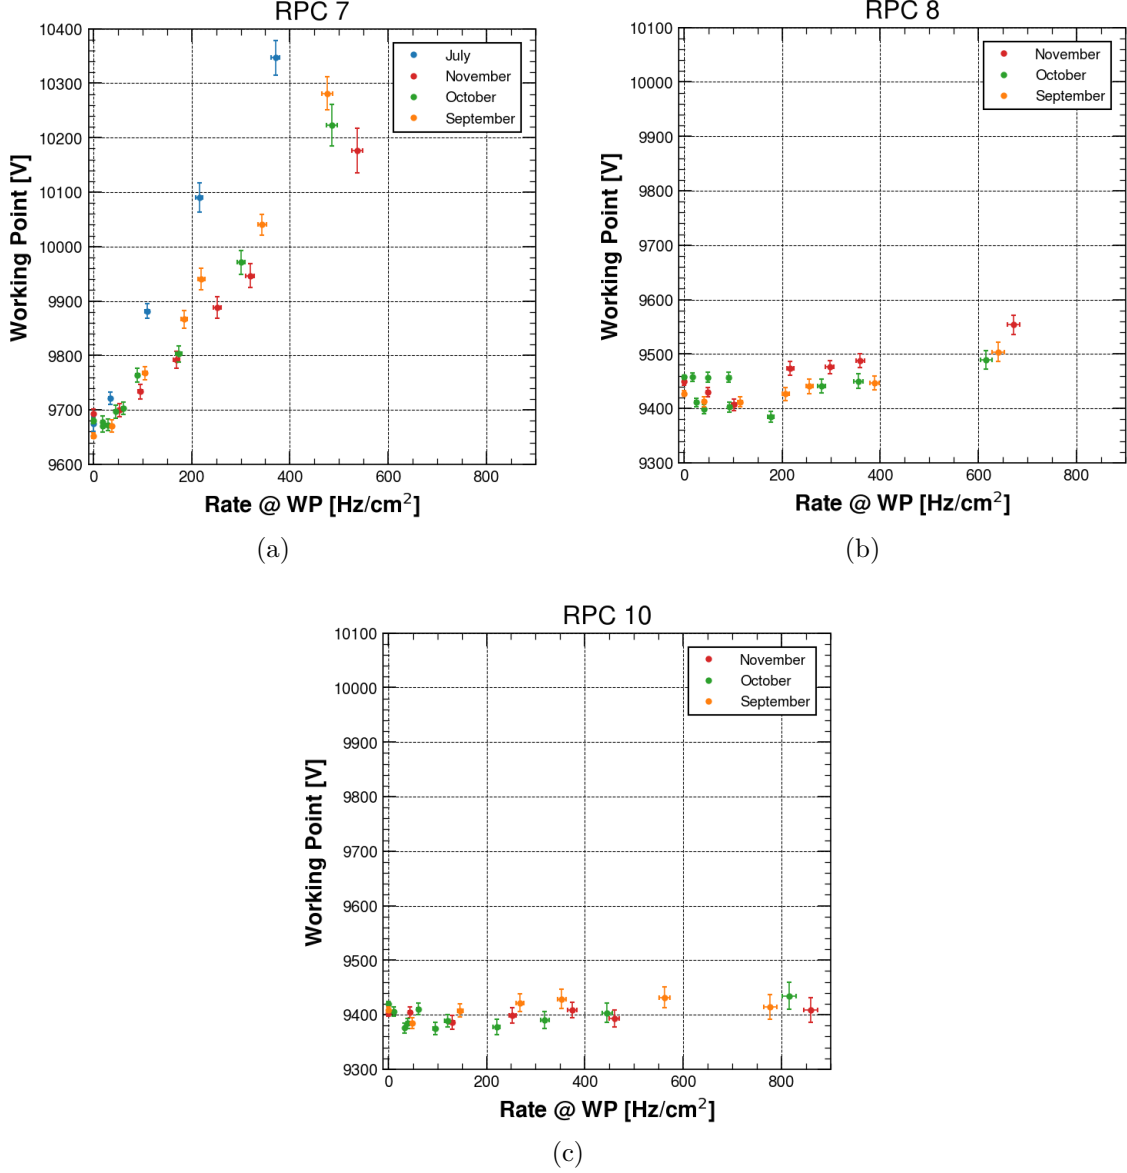 RPC 7
10400
10300
10200
10100
10000
9900
9800
9700
9600
Working Point [V]
July
November
October
September
0 200 400 600 800
Rate @ WP [Hz/cm²]
(a)
RPC 8
10100
10000
9900
9800
9700
9600
9500
9400
9300
Working Point [V]
November
October
September
0 200 400 600 800
Rate @ WP [Hz/cm²]
(b)
RPC 10
10100
10000
9900
9800
9700
9600
9500
9400
9300
Working Point [V]
November
October
September
0 200 400 600 800
Rate @ WP [Hz/cm²]
(c)